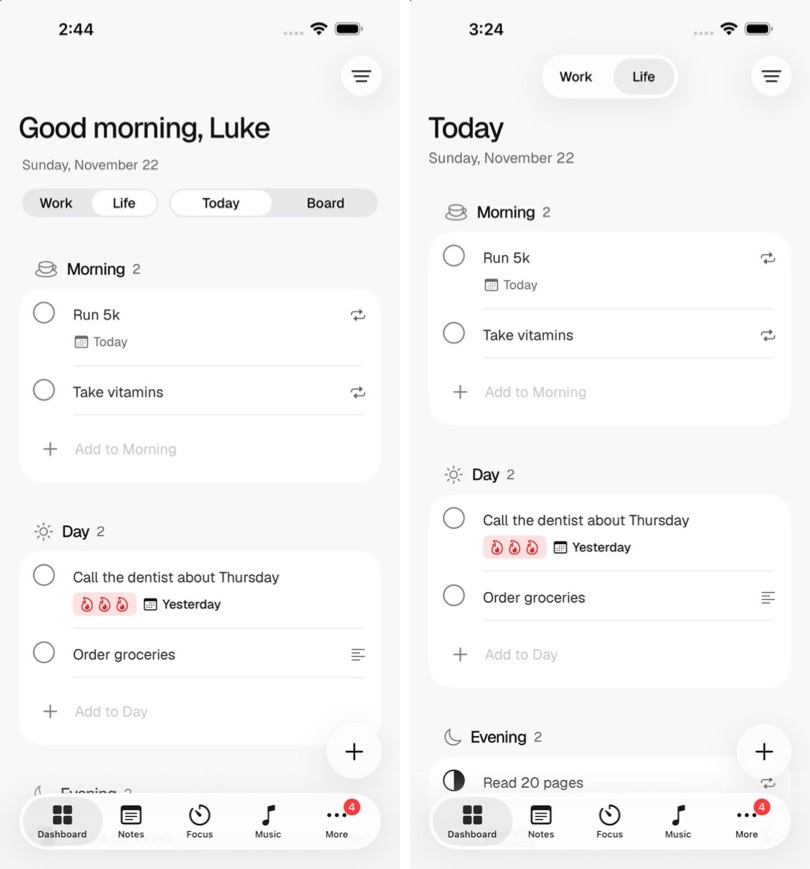 2:44
Good morning, Luke
Sunday, November 22
Work Life Today Board
Morning 2
Run 5k
Today
Take vitamins
Add to Morning
Day 2
Call the dentist about Thursday
Yesterday
Order groceries
Add to Day
Evening 2
4
Dashboard Notes Focus Music More
3:24
Work Life
Today
Sunday, November 22
Morning 2
Run 5k
Today
Take vitamins
Add to Morning
Day 2
Call the dentist about Thursday
Yesterday
Order groceries
Add to Day
Evening 2
Read 20 pages
4
Dashboard Notes Focus Music More